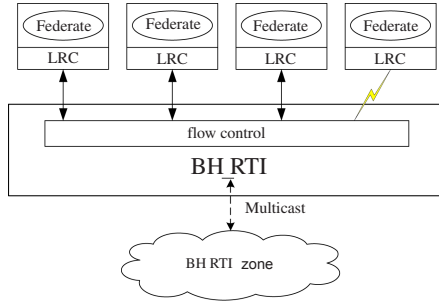 Federate Federate Federate Federate
LRC LRC LRC LRC
flow control
BH RTI
Multicast
BH RTI zone